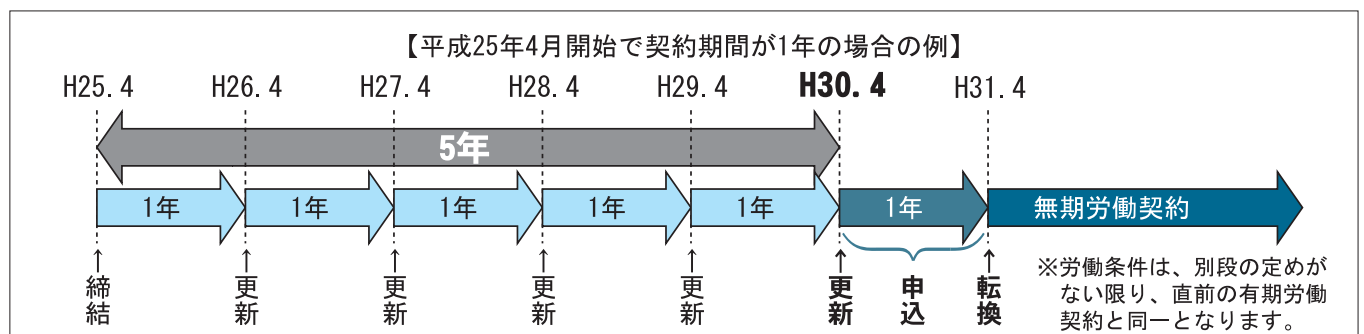 【平成25年4月開始で契約期間が1年の場合の例】
H25.4 H26.4 H27.4 H28.4 H29.4 H30.4 H31.4
5年
1年 1年 1年 1年 1年 1年 無期労働契約
↑締結 ↑更新 ↑更新 ↑更新 ↑更新 ↑更新 申込 ↑転換
※労働条件は、別段の定めが
ない限り、直前の有期労働
契約と同一となります。